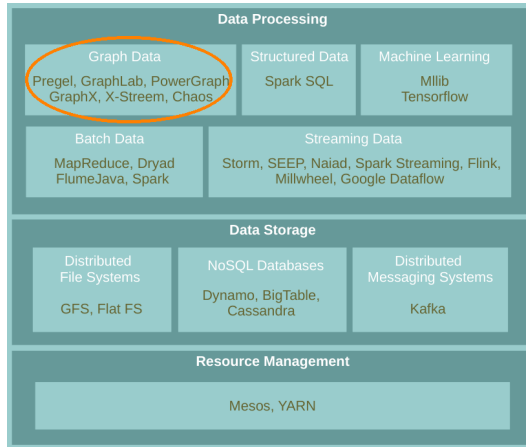 Data Processing
Graph Data
Pregel, GraphLab, PowerGraph
GraphX, X-Streem, Chaos
Structured Data
Spark SQL
Machine Learning
Mllib
Tensorflow
Batch Data
MapReduce, Dryad
FlumeJava, Spark
Streaming Data
Storm, SEEP, Naiad, Spark Streaming, Flink,
Millwheel, Google Dataflow
Data Storage
Distributed
File Systems
GFS, Flat FS
NoSQL Databases
Dynamo, BigTable,
Cassandra
Distributed
Messaging Systems
Kafka
Resource Management
Mesos, YARN